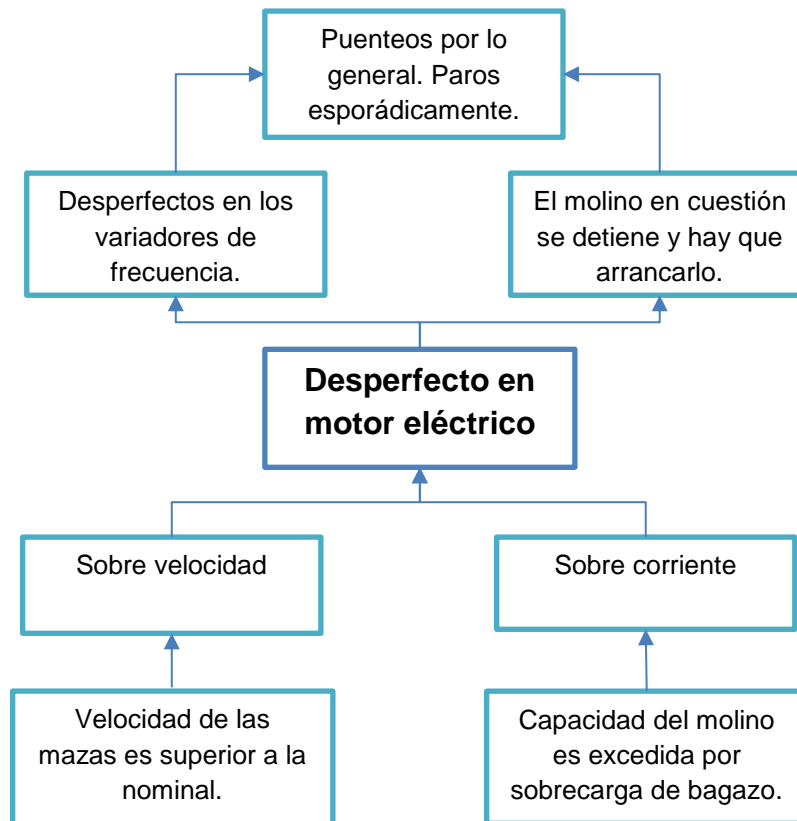 Puenteos por lo
general. Paros
esporádicamente.
Desperfectos en los
variadores de
frecuencia.
El molino en cuestión
se detiene y hay que
arrancarlo.
Desperfecto en
motor eléctrico
Sobre velocidad
Sobre corriente
Velocidad de las
mazas es superior a la
nominal.
Capacidad del molino
es excedida por
sobrecarga de bagazo.